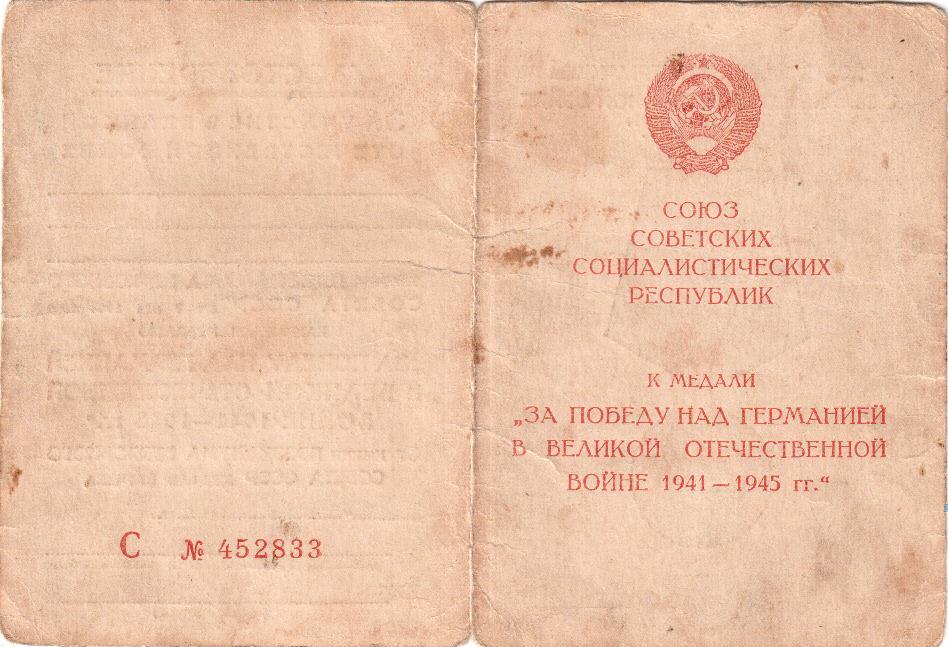 С № 452833
СОЮЗ
СОВЕТСКИХ
СОЦИАЛИСТИЧЕСКИХ
РЕСПУБЛИК
К МЕДАЛИ
„ЗА ПОБЕДУ НАД ГЕРМАНИЕЙ
В ВЕЛИКОЙ ОТЕЧЕСТВЕННОЙ
ВОЙНЕ 1941—1945 гг.“